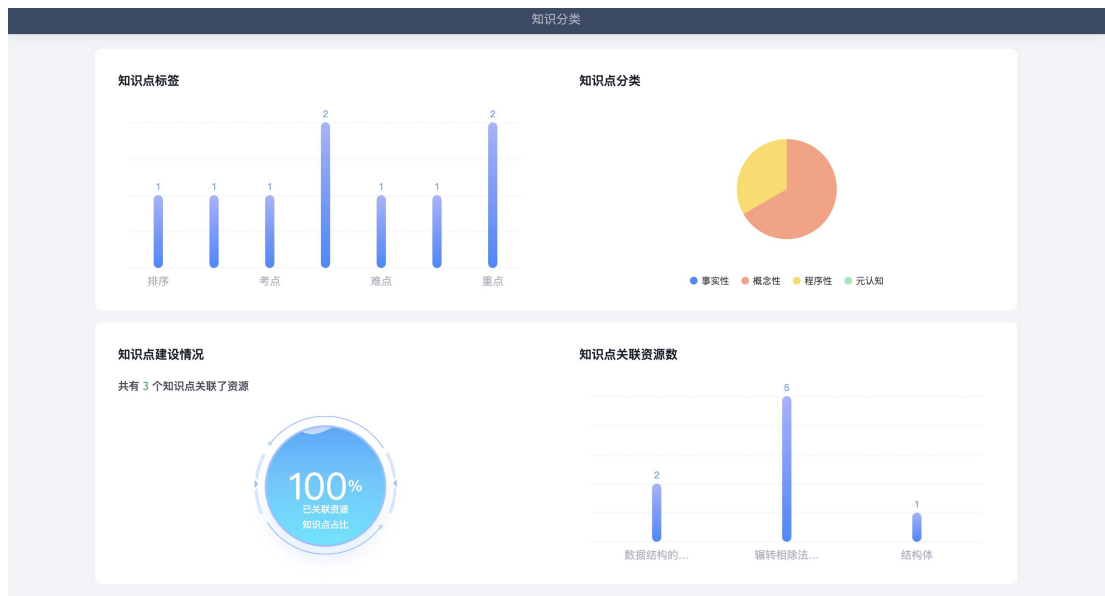 知识分类
知识点标签
2
2
1
1
1
1
1
排序
考点
难点
重点
知识点分类
事实性
概念性
程序性
元认知
知识点建设情况
共有 3 个知识点关联了资源
100%
已关联资源
知识点占比
知识点关联资源数
5
2
1
数据结构的...
辗转相除法...
结构体